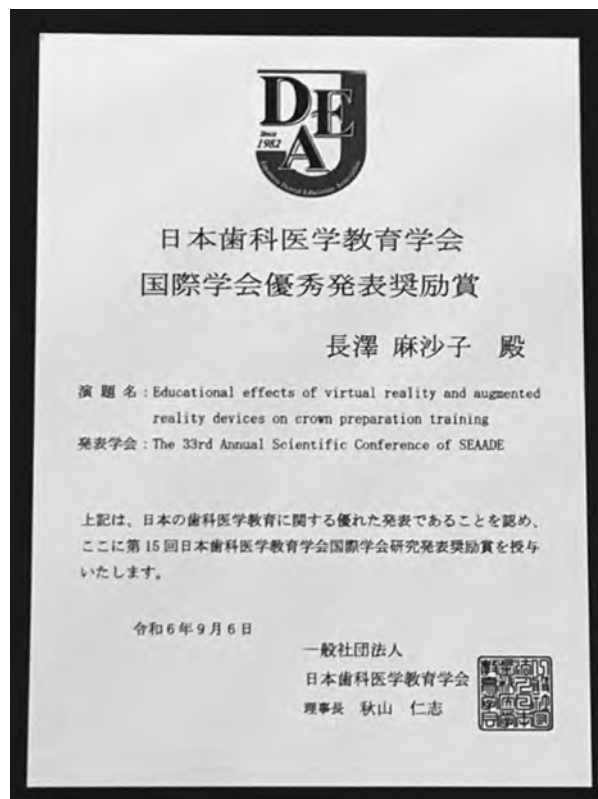 DEA
Since
1982
Japanese Dental Education Association
日本歯科医学教育学会
国際学会優秀発表奨励賞
長澤 麻沙子 殿
演 題 名：Educational effects of virtual reality and augmented
reality devices on crown preparation training
発表学会：The 33rd Annual Scientific Conference of SEAADE
上記は、日本の歯科医学教育に関する優れた発表であることを認め、
ここに第15回日本歯科医学教育学会国際学会研究発表奨励賞を授与
いたします。
令和6年9月6日
一般社団法人
日本歯科医学教育学会
理事長 秋山 仁志